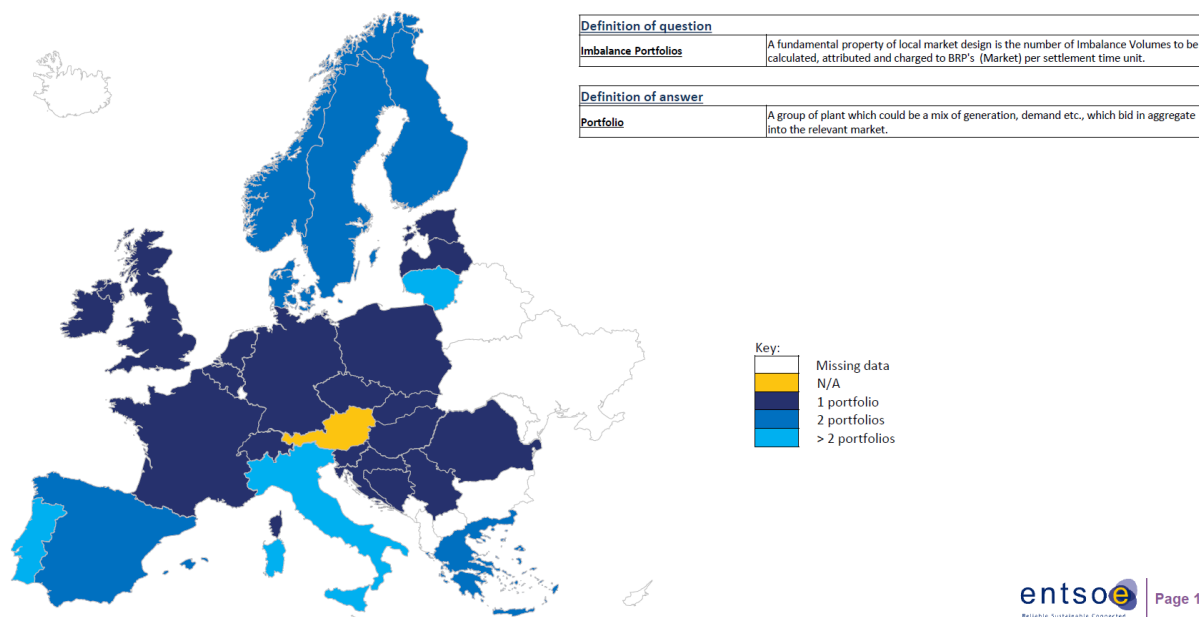 Definition of question
Imbalance Portfolios
A fundamental property of local market design is the number of Imbalance Volumes to be
calculated, attributed and charged to BRP's (Market) per settlement time unit.
Definition of answer
Portfolio
A group of plant which could be a mix of generation, demand etc., which bid in aggregate
into the relevant market.
Key:
Missing data
N/A
1 portfolio
2 portfolios
> 2 portfolios
entsoe
Reliable Sustainable Connected
Page 1